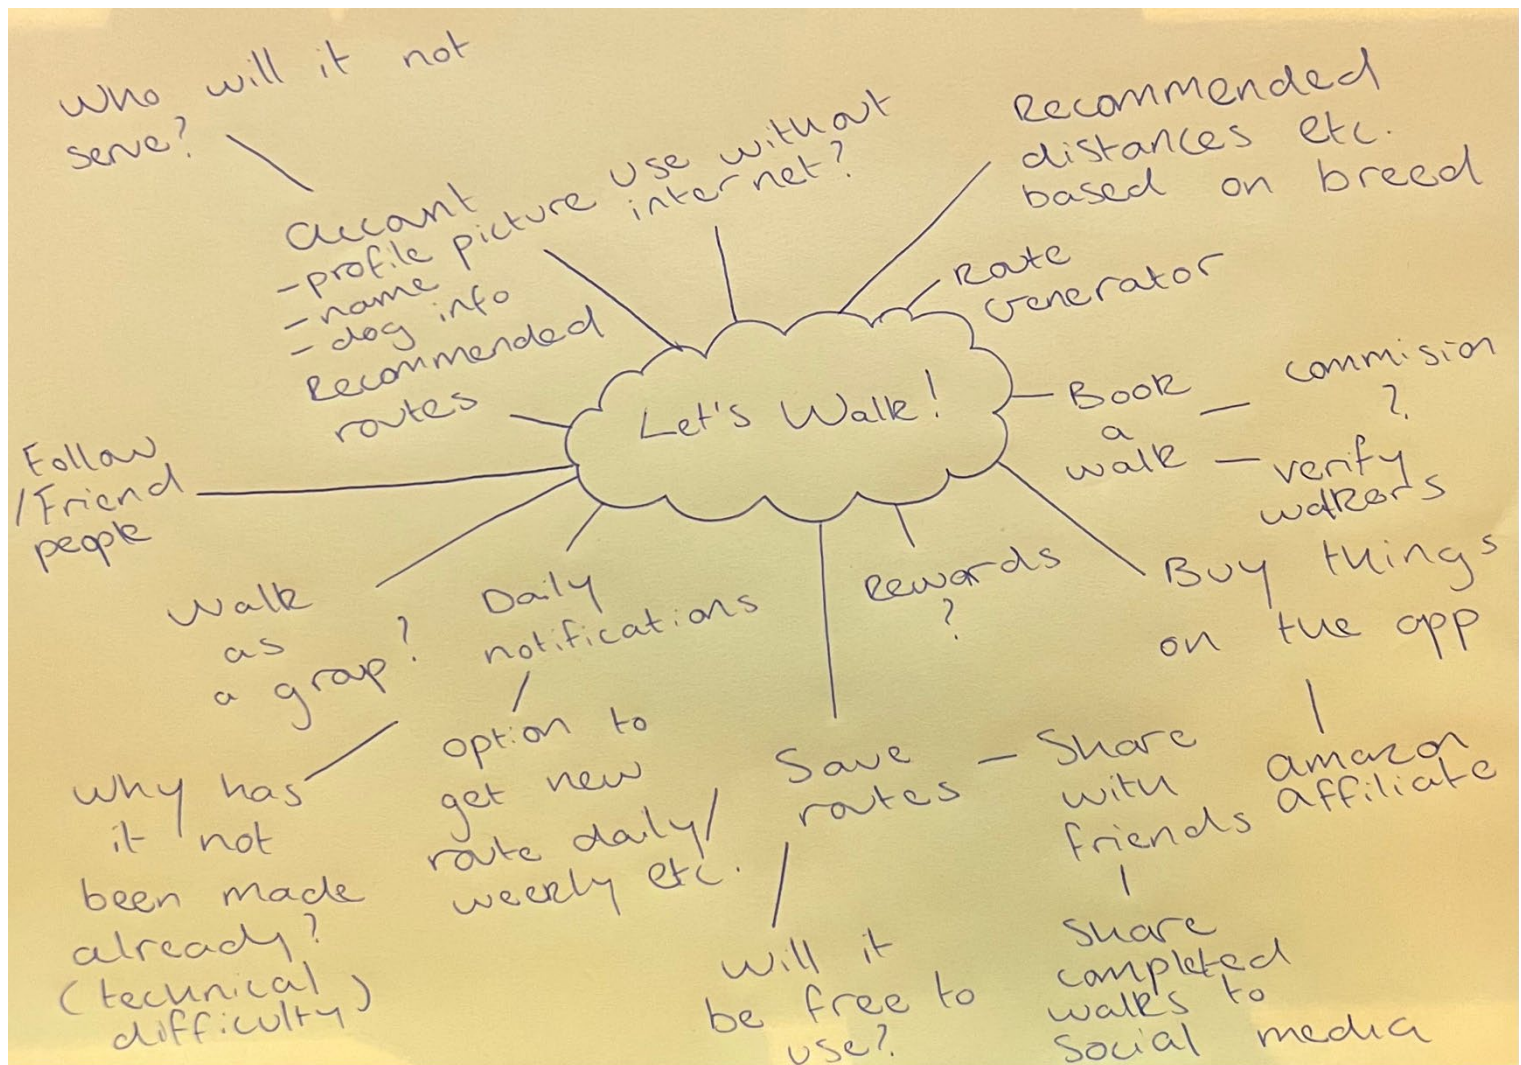 Who will it not
serve?
Account
- profile picture
- name
- dog info
use without
internet?
Recommended
distances etc.
based on breed
Route
Generator
Recommended
routes
Let's Walk!
Book
a
walk
commision
?
verify
walkers
Follow
/Friend
people
Walk
as
a group?
Daily
notifications
Rewards
?
Buy things
on the app
amazon
affiliate
Why has
it not
been made
already?
(technical
difficulty)
option to
get new
route daily/
weekly etc.
Save
routes
Share
with
friends
Will it
be free to
use?
Share
completed
walks to
Social media